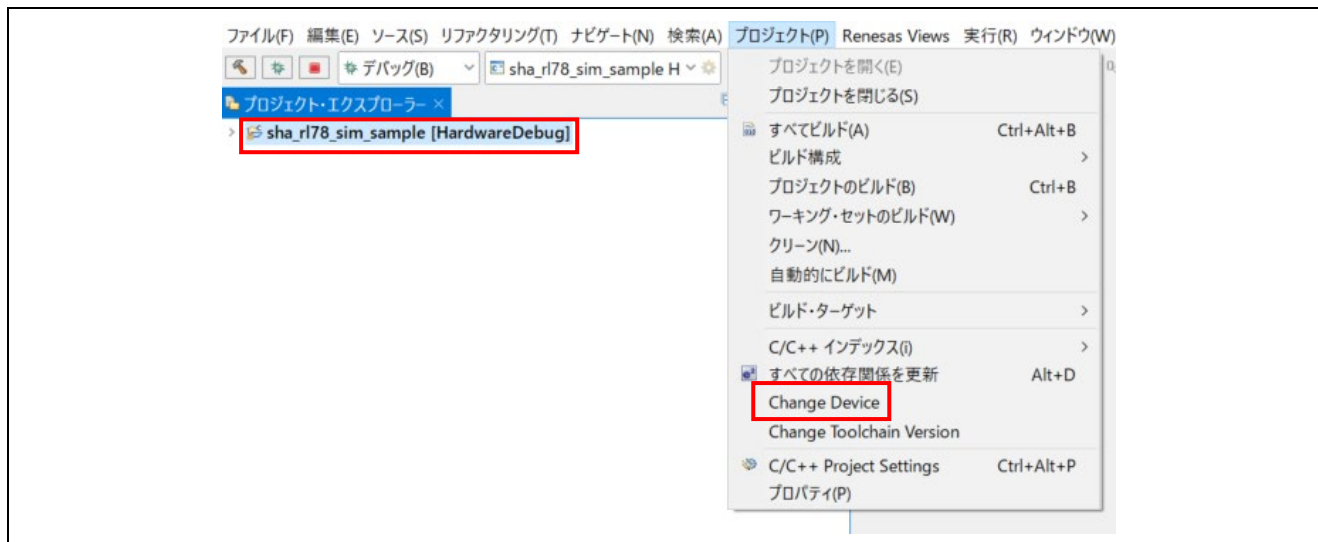 ファイル(F) 編集(E) ソース(S) リファクタリング(T) ナビゲート(N) 検索(A) プロジェクト(P) Renesas Views 実行(R) ウィンドウ(W)
デバッグ(B) sha_rl78_sim_sample H
プロジェクト・エクスプローラー
sha_rl78_sim_sample [HardwareDebug]
プロジェクトを開く(E)
プロジェクトを閉じる(S)
すべてビルド(A) Ctrl+Alt+B
ビルド構成
プロジェクトのビルド(B) Ctrl+B
ワーキング・セットのビルド(W)
クリーン(N)...
自動的にビルド(M)
ビルド・ターゲット
C/C++ インデックス(i)
すべての依存関係を更新 Alt+D
Change Device
Change Toolchain Version
C/C++ Project Settings Ctrl+Alt+P
プロパティ(P)